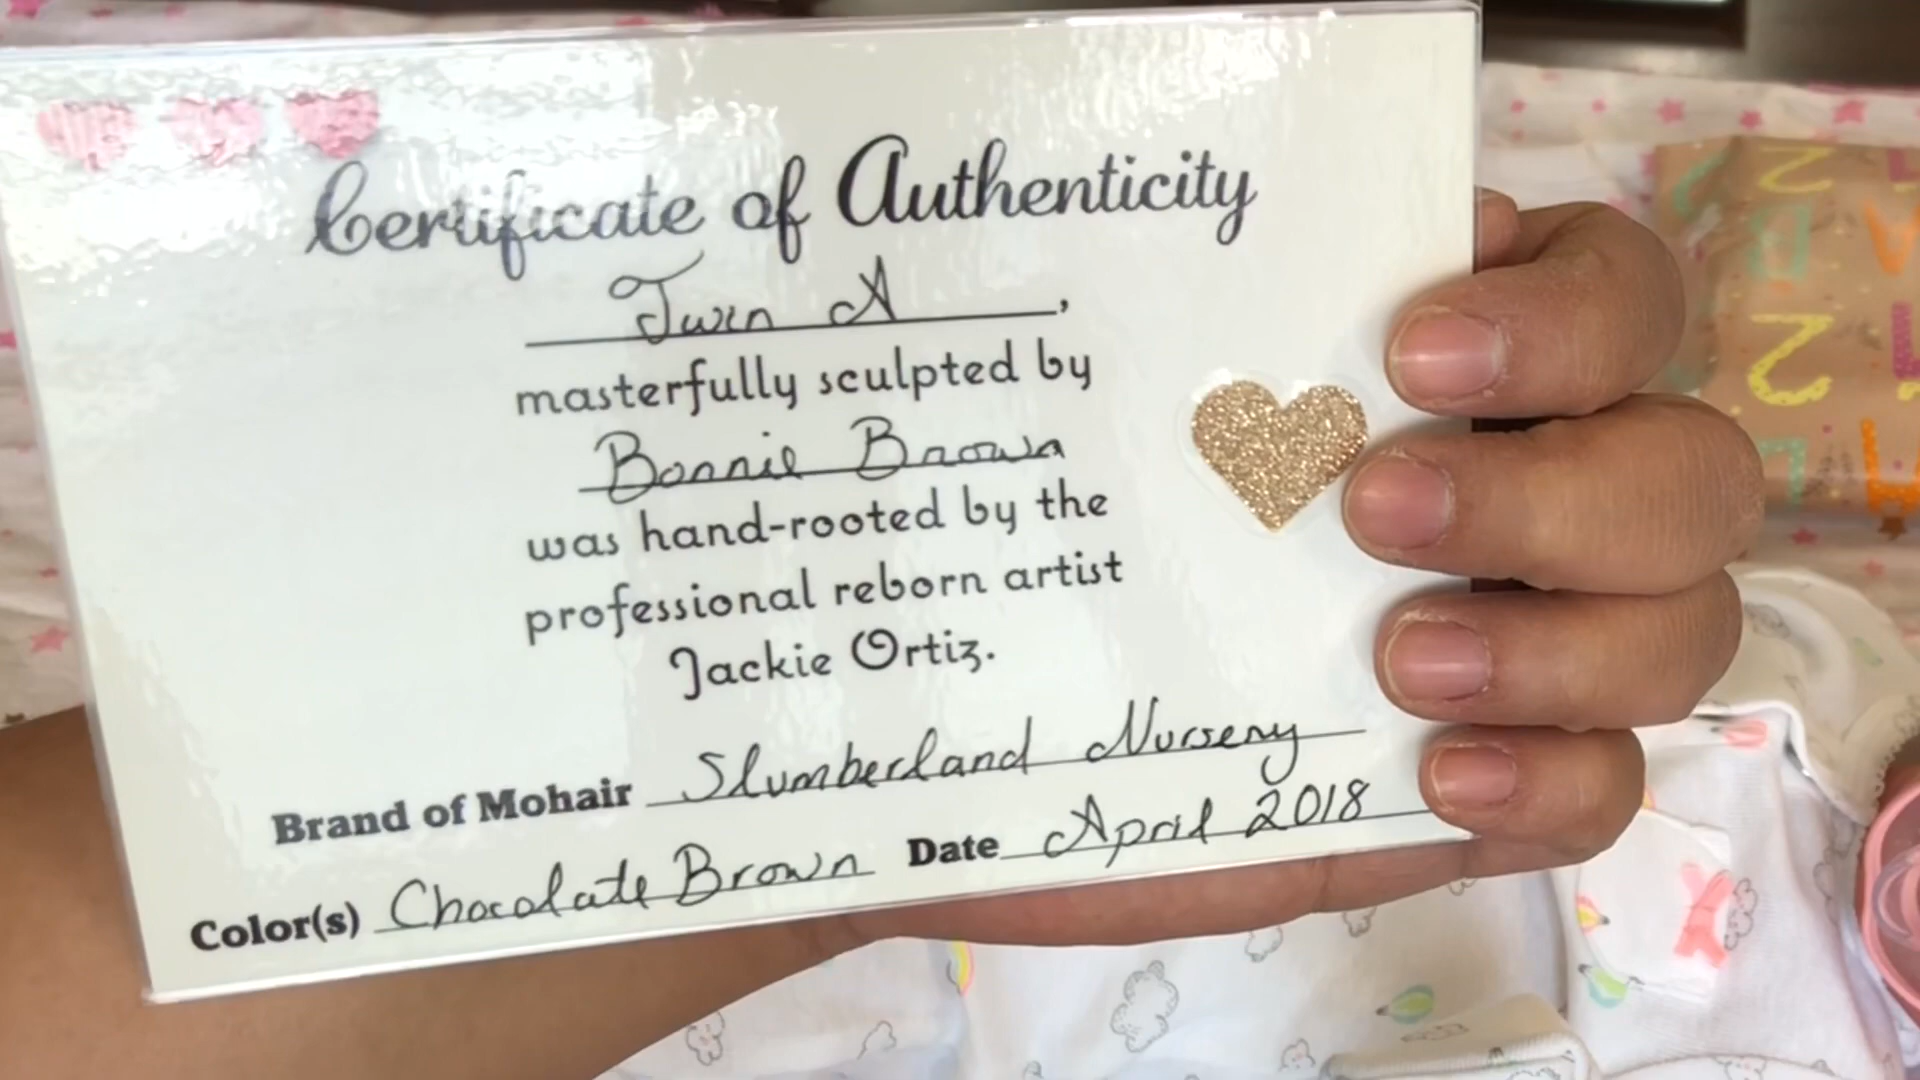 Certificate of Authenticity
Twin A,
masterfully sculpted by
Bonnie Brown
was hand-rooted by the
professional reborn artist
Jackie Ortiz.
Brand of Mohair Slumberland Nursery
Color(s) Chocolate Brown Date April 2018